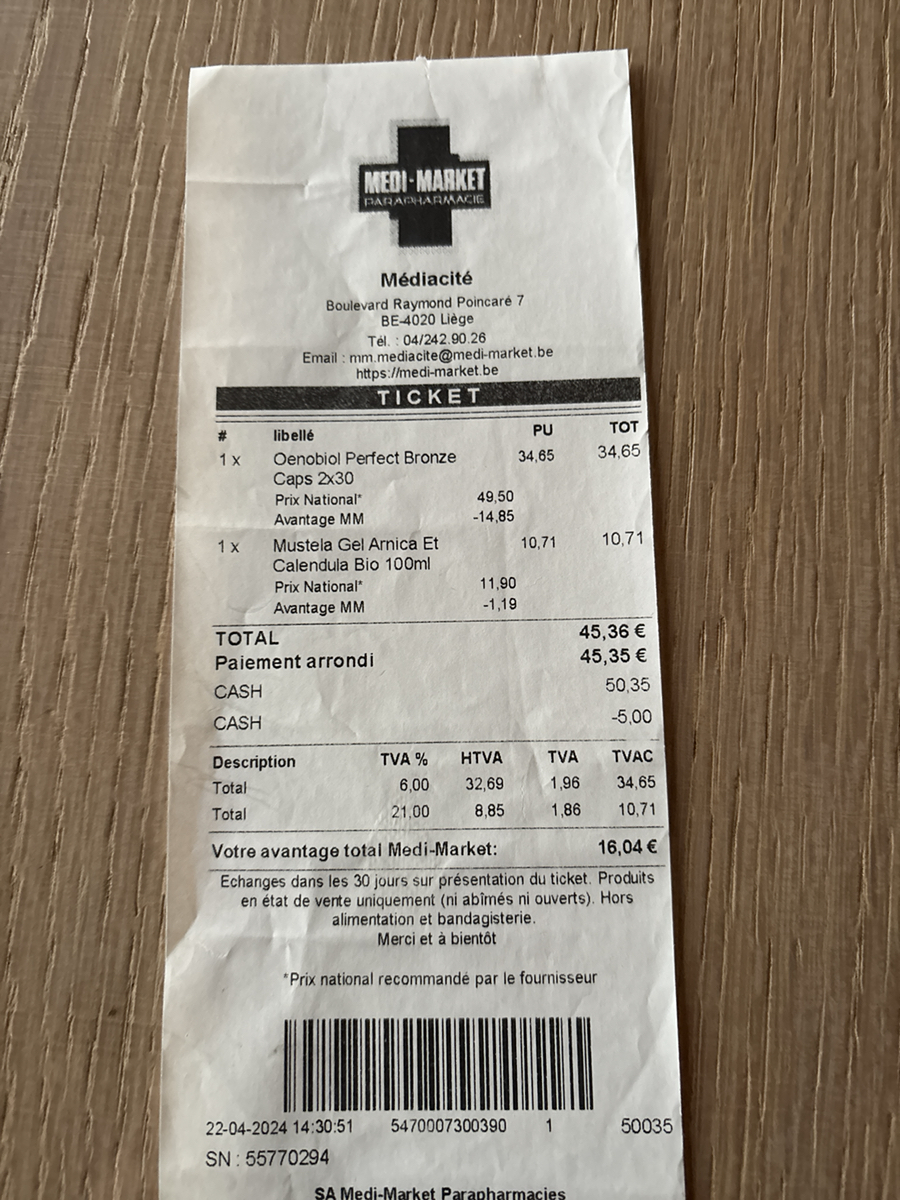 MEDI-MARKET
PARAPHARMACIE
Médiacité
Boulevard Raymond Poincaré 7
BE-4020 Liège
Tél. : 04/242.90.26
Email : mm.mediacite@medi-market.be
https://medi-market.be
TICKET
# libellé PU TOT
1 x Oenobiol Perfect Bronze 34,65 34,65
Caps 2x30
Prix National* 49,50
Avantage MM -14,85
1 x Mustela Gel Arnica Et 10,71 10,71
Calendula Bio 100ml
Prix National* 11,90
Avantage MM -1,19
TOTAL 45,36 €
Paiement arrondi 45,35 €
CASH 50,35
CASH -5,00
Description TVA % HTVA TVA TVAC
Total 6,00 32,69 1,96 34,65
Total 21,00 8,85 1,86 10,71
Votre avantage total Medi-Market: 16,04 €
Echanges dans les 30 jours sur présentation du ticket. Produits
en état de vente uniquement (ni abîmés ni ouverts). Hors
alimentation et bandagisterie.
Merci et à bientôt
*Prix national recommandé par le fournisseur
22-04-2024 14:30:51 5470007300390 1 50035
SN : 55770294
SA Medi-Market Parapharmacies